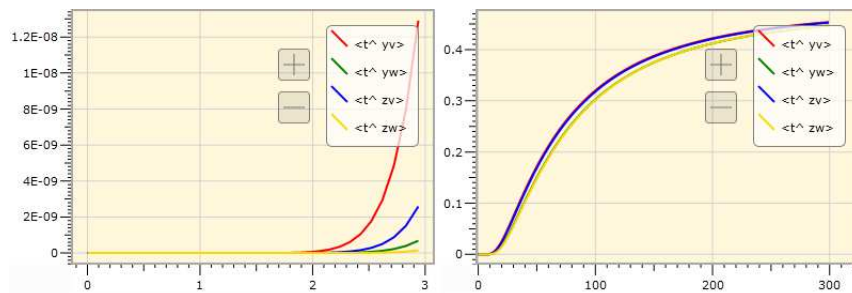 1.2E-08
1E-08
8E-09
6E-09
4E-09
2E-09
0
0
1
2
3
<t^ yv>
<t^ yw>
<t^ zv>
<t^ zw>
0.4
0.3
0.2
0.1
0
0
100
200
300
<t^ yv>
<t^ yw>
<t^ zv>
<t^ zw>